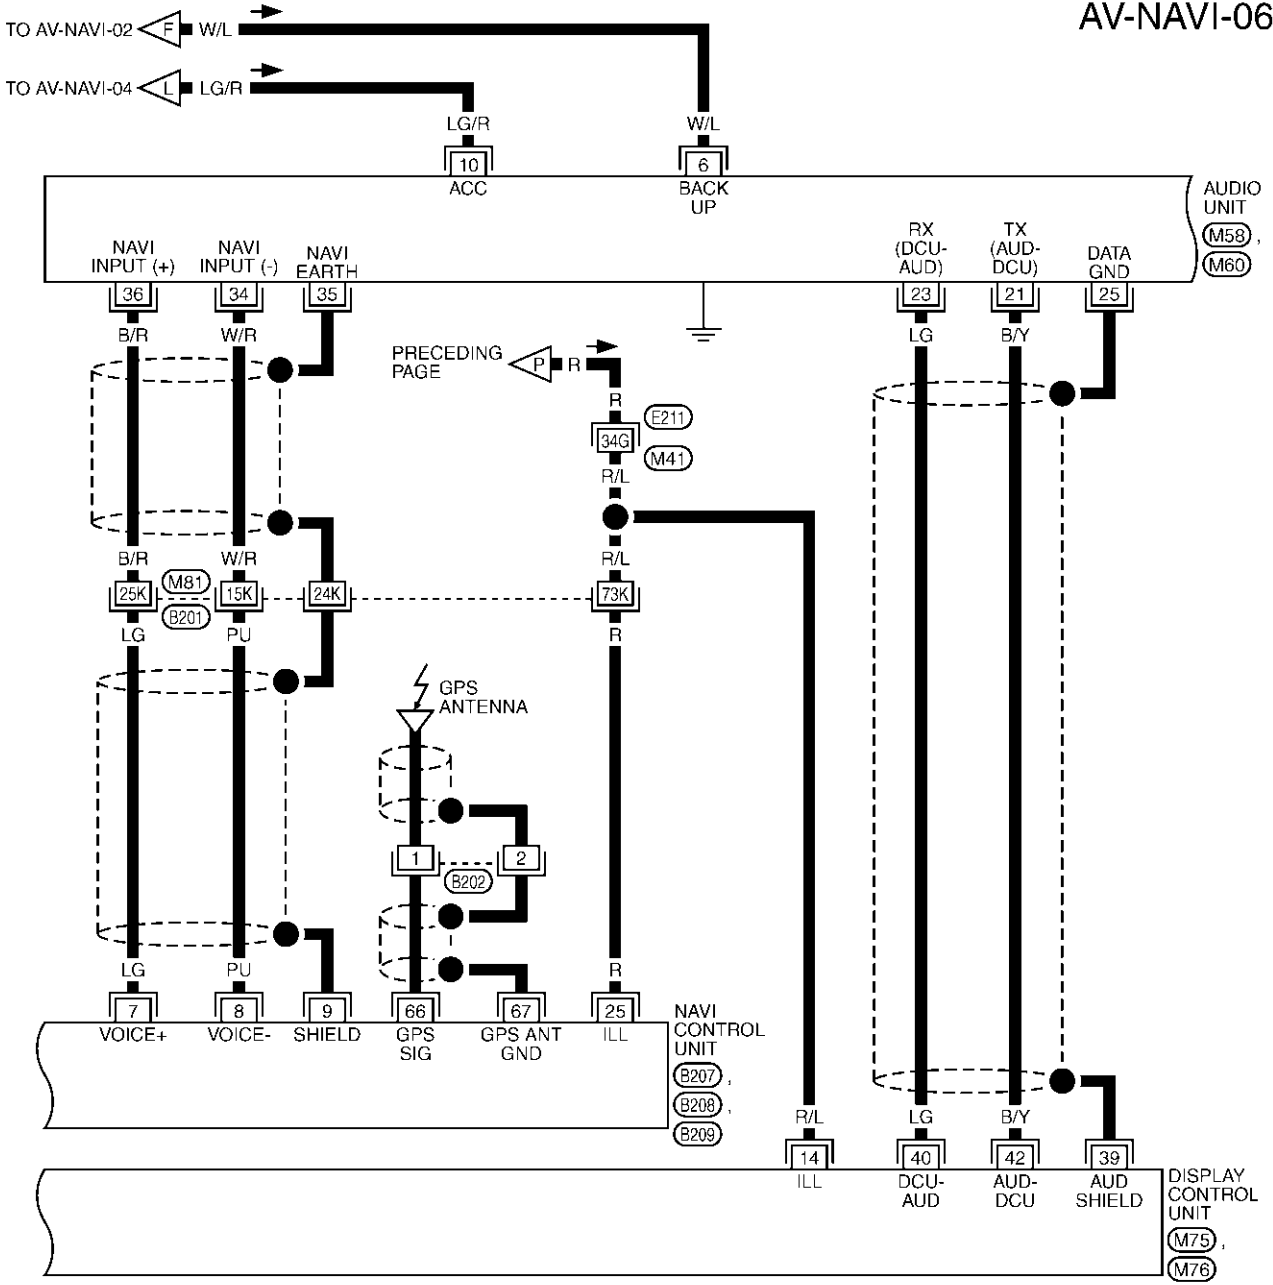 AV-NAVI-06
TO AV-NAVI-02 F W/L
TO AV-NAVI-04 L LG/R
LG/R W/L
10 6
ACC BACK UP
AUDIO
UNIT
M58 ,
M60
NAVI
INPUT (+)
NAVI
INPUT (-)
NAVI
EARTH
RX
(DCU-
AUD)
TX
(AUD-
DCU)
DATA
GND
36 34 35 23 21 25
B/R W/R LG B/Y
PRECEDING
PAGE
P R
R
E211
34G
M41
R/L
B/R W/R R/L
25K M81 15K 24K 73K
B201
LG PU R
GPS
ANTENNA
1 2
B202
LG PU R
7 8 9 66 67 25
VOICE+ VOICE- SHIELD
GPS
SIG
GPS ANT
GND
ILL
NAVI
CONTROL
UNIT
B207 ,
B208 ,
B209
R/L LG B/Y
14 40 42 39
ILL
DCU-
AUD
AUD-
DCU
AUD
SHIELD
DISPLAY
CONTROL
UNIT
M75 ,
M76